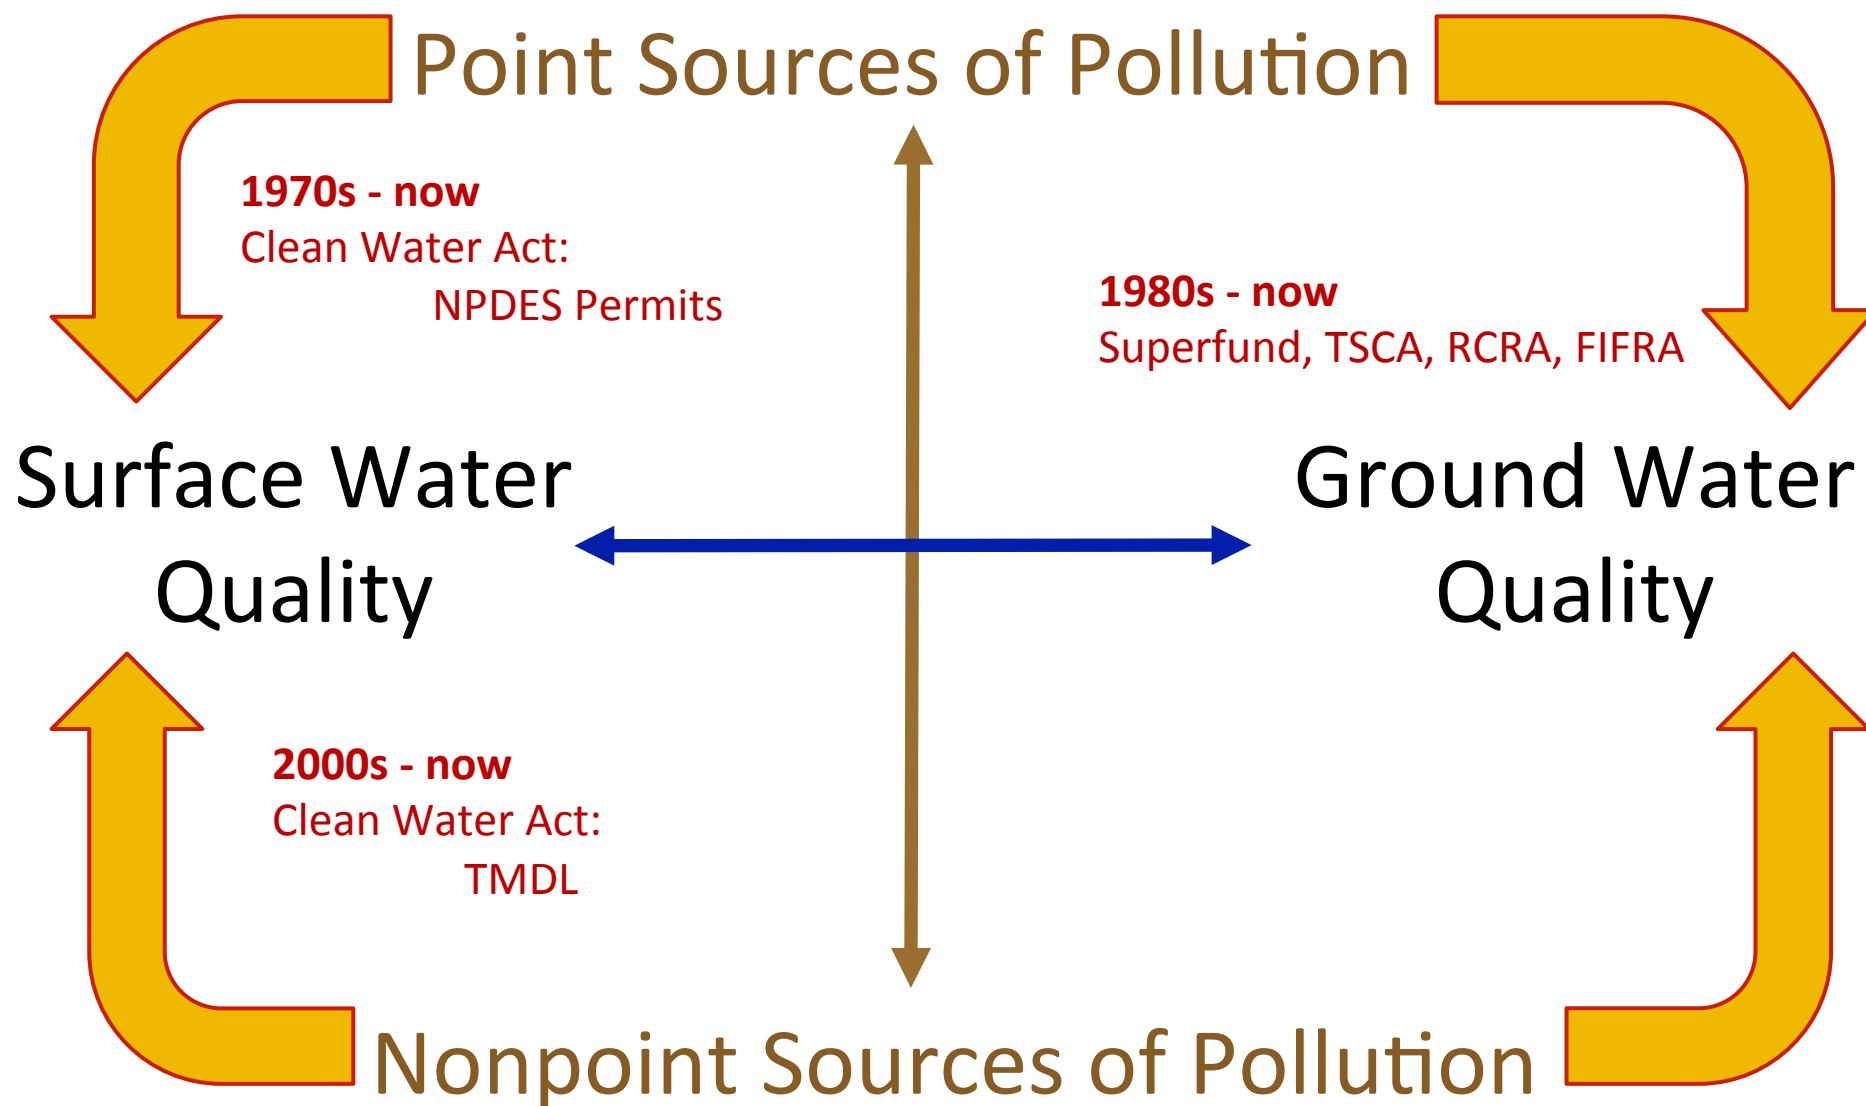 Point Sources of Pollution
1970s - now
Clean Water Act:
NPDES Permits
1980s - now
Superfund, TSCA, RCRA, FIFRA
Surface Water
Quality
Ground Water
Quality
2000s - now
Clean Water Act:
TMDL
Nonpoint Sources of Pollution